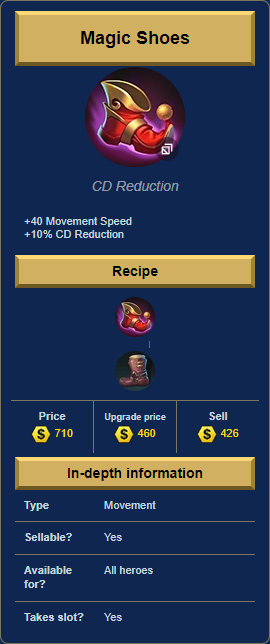 Magic Shoes
CD Reduction
+40 Movement Speed
+10% CD Reduction
Recipe
Price Upgrade price Sell
710 460 426
In-depth information
Type Movement
Sellable? Yes
Available All heroes
for?
Takes slot? Yes